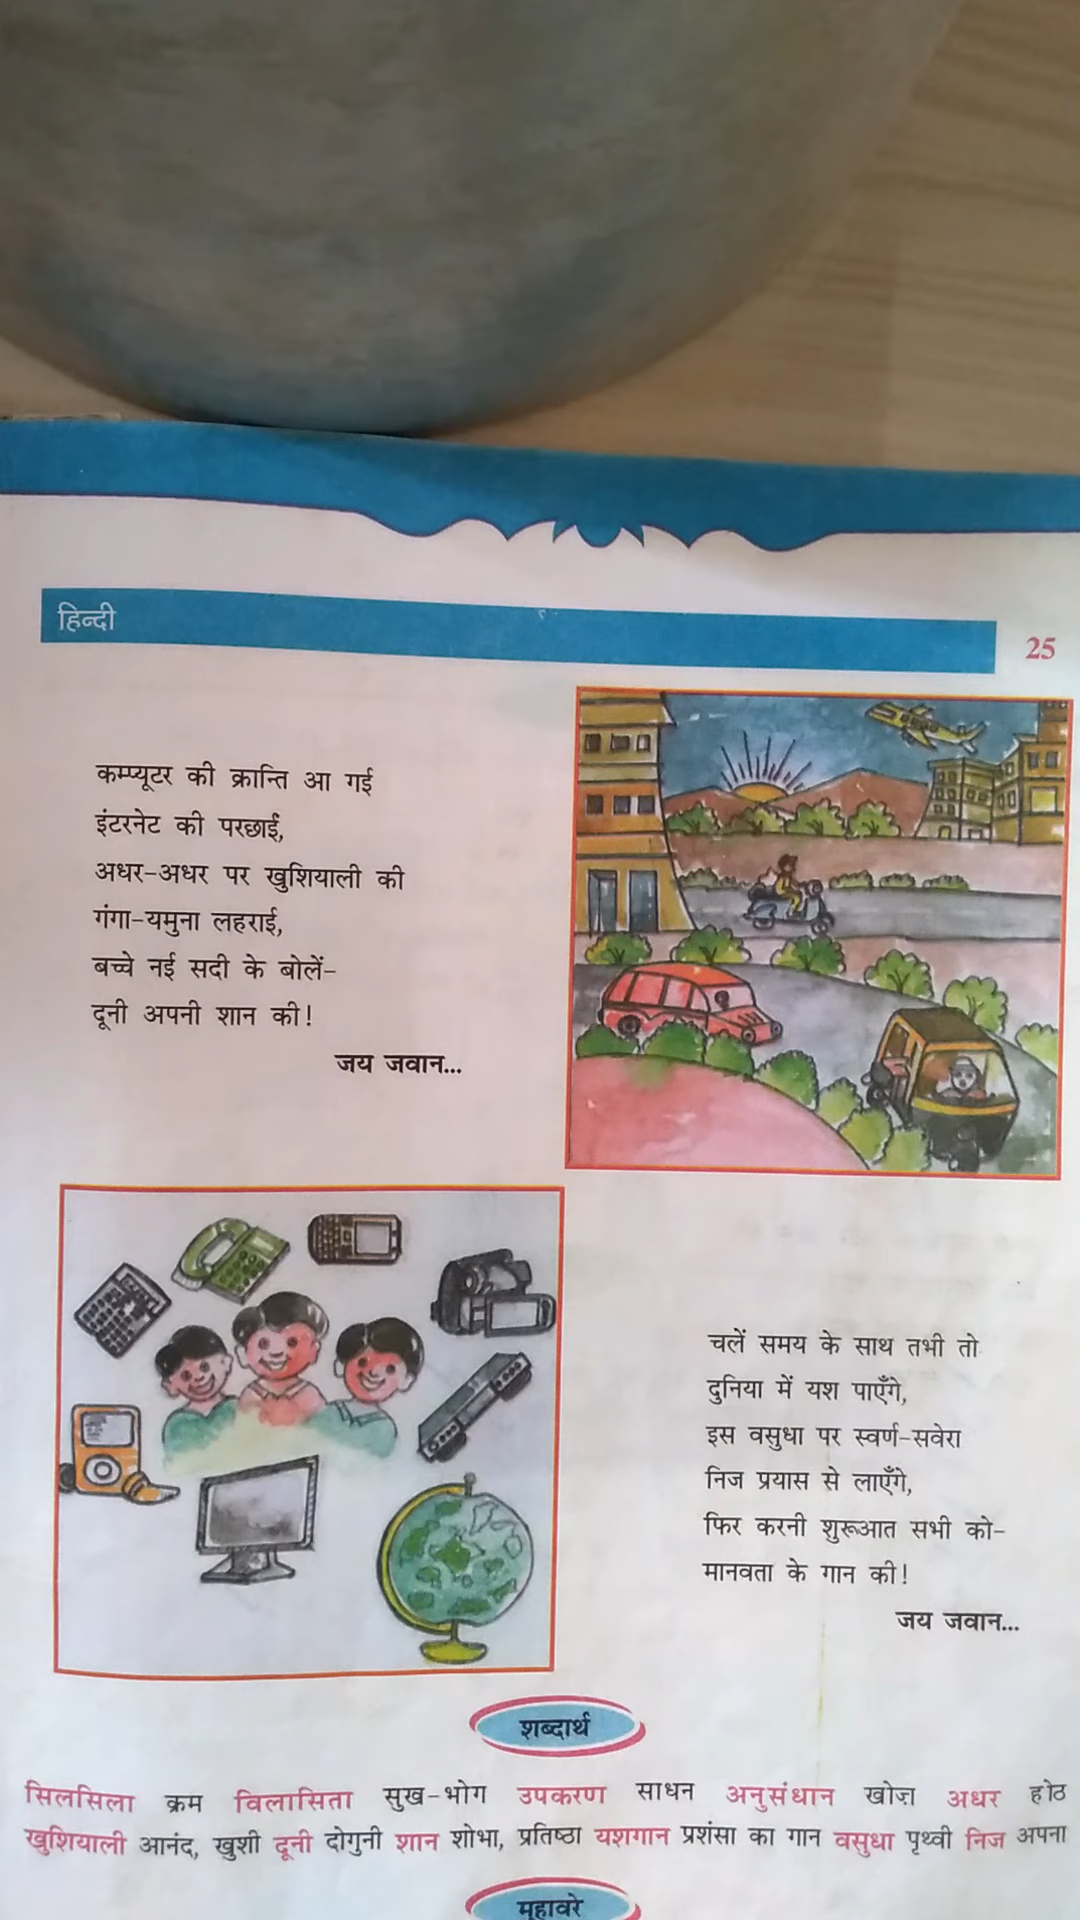 हिन्दी
25
कम्प्यूटर की क्रान्ति आ गई
इंटरनेट की परछाईं,
अधर-अधर पर खुशियाली की
गंगा-यमुना लहराई,
बच्चे नई सदी के बोलें-
दूनी अपनी शान की!
जय जवान...
चलें समय के साथ तभी तो
दुनिया में यश पाएँगे,
इस वसुधा पर स्वर्ण-सवेरा
निज प्रयास से लाएँगे,
फिर करनी शुरूआत सभी को-
मानवता के गान की!
जय जवान...
शब्दार्थ
सिलसिला क्रम विलासिता सुख-भोग उपकरण साधन अनुसंधान खोज़ अधर होठ
खुशियाली आनंद, खुशी दूनी दोगुनी शान शोभा, प्रतिष्ठा यशगान प्रशंसा का गान वसुधा पृथ्वी निज अपना
मुहावरे